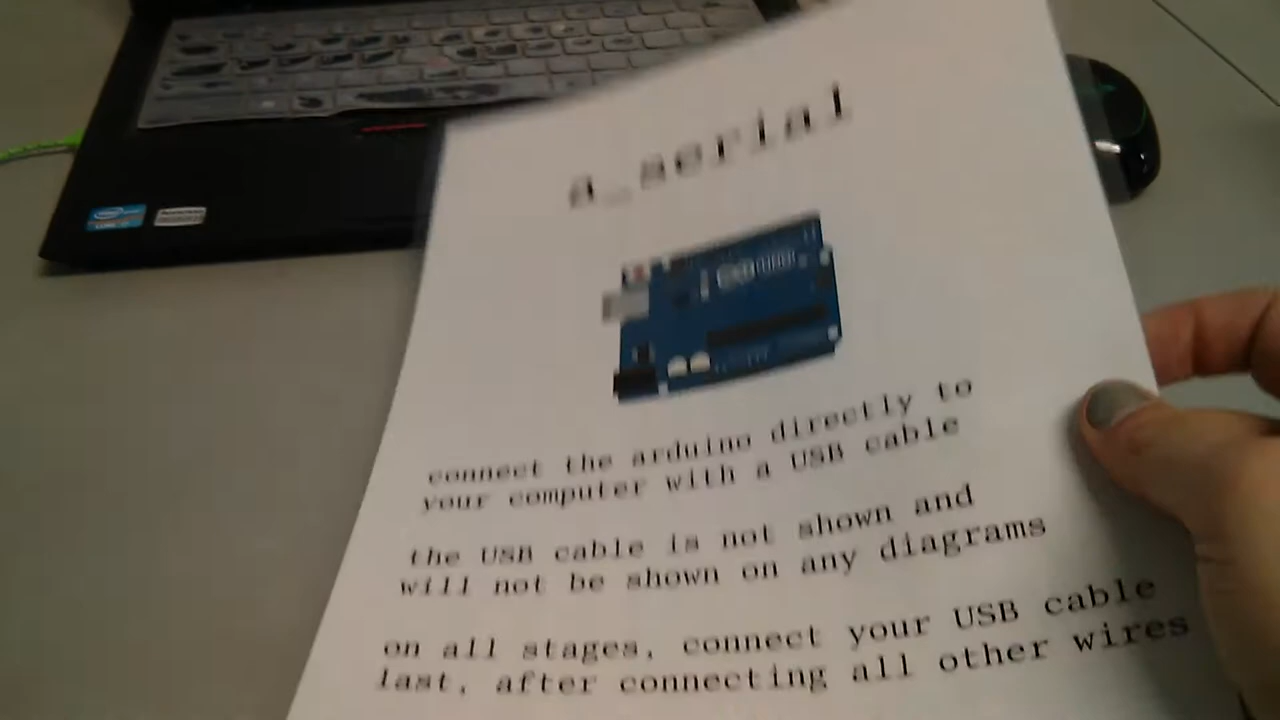 a_serial
connect the arduino directly to
your computer with a USB cable
the USB cable is not shown and
will not be shown on any diagrams
on all stages, connect your USB cable
last, after connecting all other wires